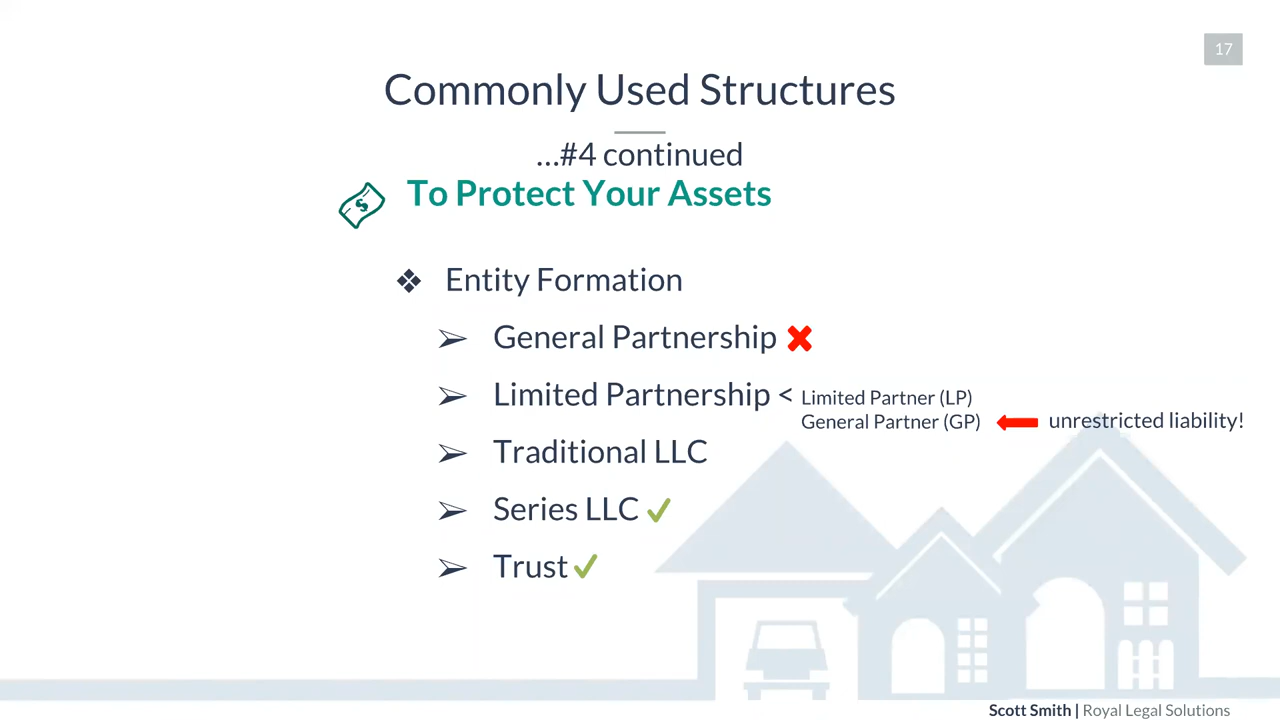 17
Commonly Used Structures
...#4 continued
To Protect Your Assets
$
❖ Entity Formation
➢ General Partnership ✘
➢ Limited Partnership < Limited Partner (LP)
General Partner (GP) unrestricted liability!
➢ Traditional LLC
➢ Series LLC ✓
➢ Trust ✓
Scott Smith | Royal Legal Solutions